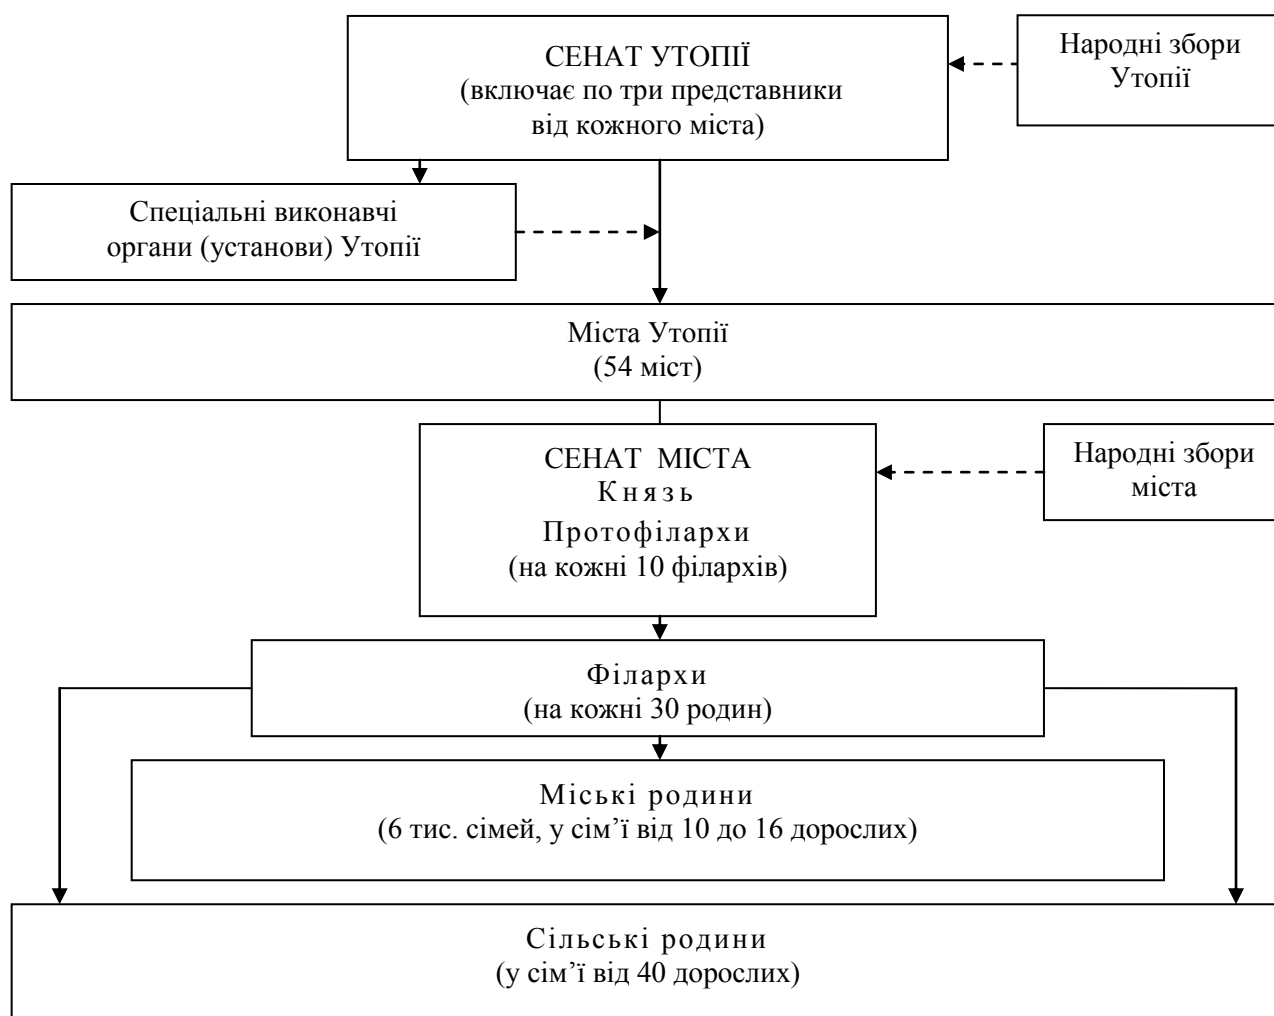 СЕНАТ УТОПІЇ
(включає по три представники
від кожного міста)
Народні збори
Утопії
Спеціальні виконавчі
органи (установи) Утопії
Міста Утопії
(54 міст)
СЕНАТ МІСТА
Князь
Протофілархи
(на кожні 10 філархів)
Народні збори
міста
Філархи
(на кожні 30 родин)
Міські родини
(6 тис. сімей, у сім’ї від 10 до 16 дорослих)
Сільські родини
(у сім’ї від 40 дорослих)